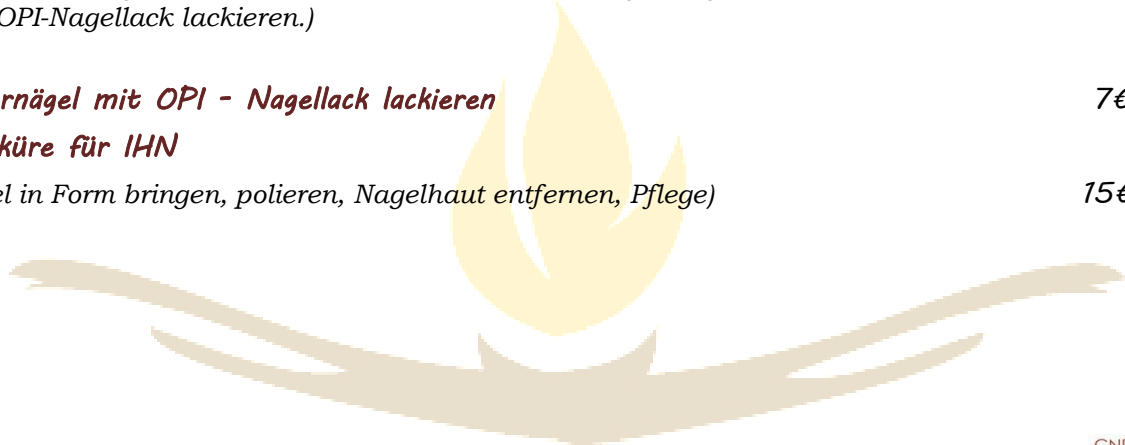 OPI-Nagellack lackieren.)
rnägel mit OPI - Nagellack lackieren 7€
küre für IHN
el in Form bringen, polieren, Nagelhaut entfernen, Pflege) 15€